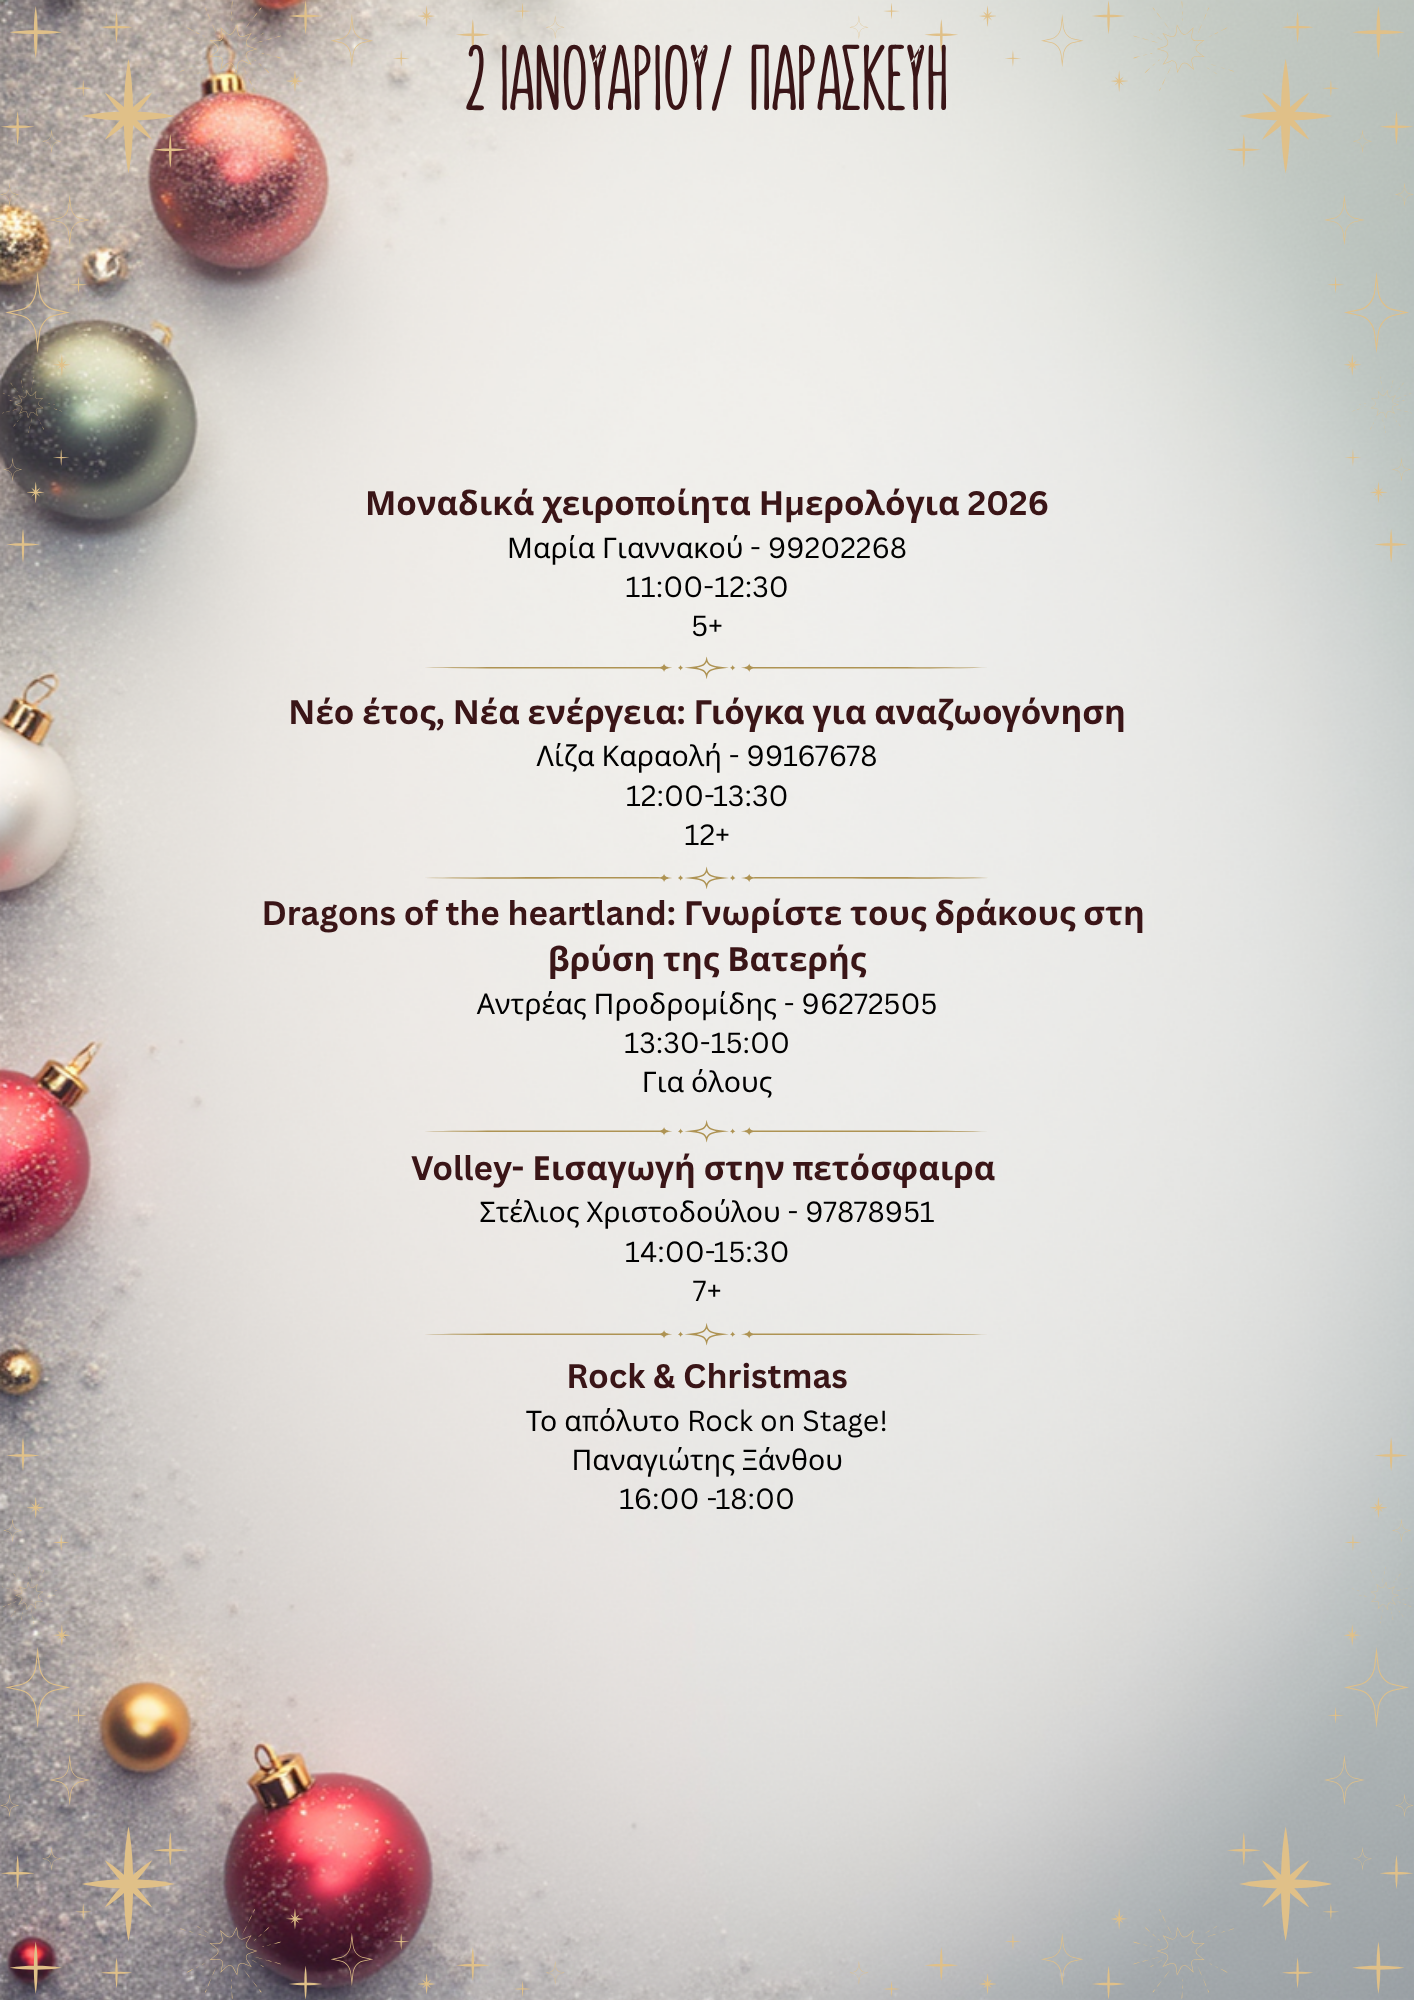 2 ΙΑΝΟΥΑΡΙΟΥ/ ΠΑΡΑΣΚΕΥΗ
Μοναδικά χειροποίητα Ημερολόγια 2026
Μαρία Γιαννακού - 99202268
11:00-12:30
5+
Νέο έτος, Νέα ενέργεια: Γιόγκα για αναζωογόνηση
Λίζα Καραολή - 99167678
12:00-13:30
12+
Dragons of the heartland: Γνωρίστε τους δράκους στη
βρύση της Βατερής
Αντρέας Προδρομίδης - 96272505
13:30-15:00
Για όλους
Volley- Εισαγωγή στην πετόσφαιρα
Στέλιος Χριστοδούλου - 97878951
14:00-15:30
7+
Rock & Christmas
Το απόλυτο Rock on Stage!
Παναγιώτης Ξάνθου
16:00 -18:00